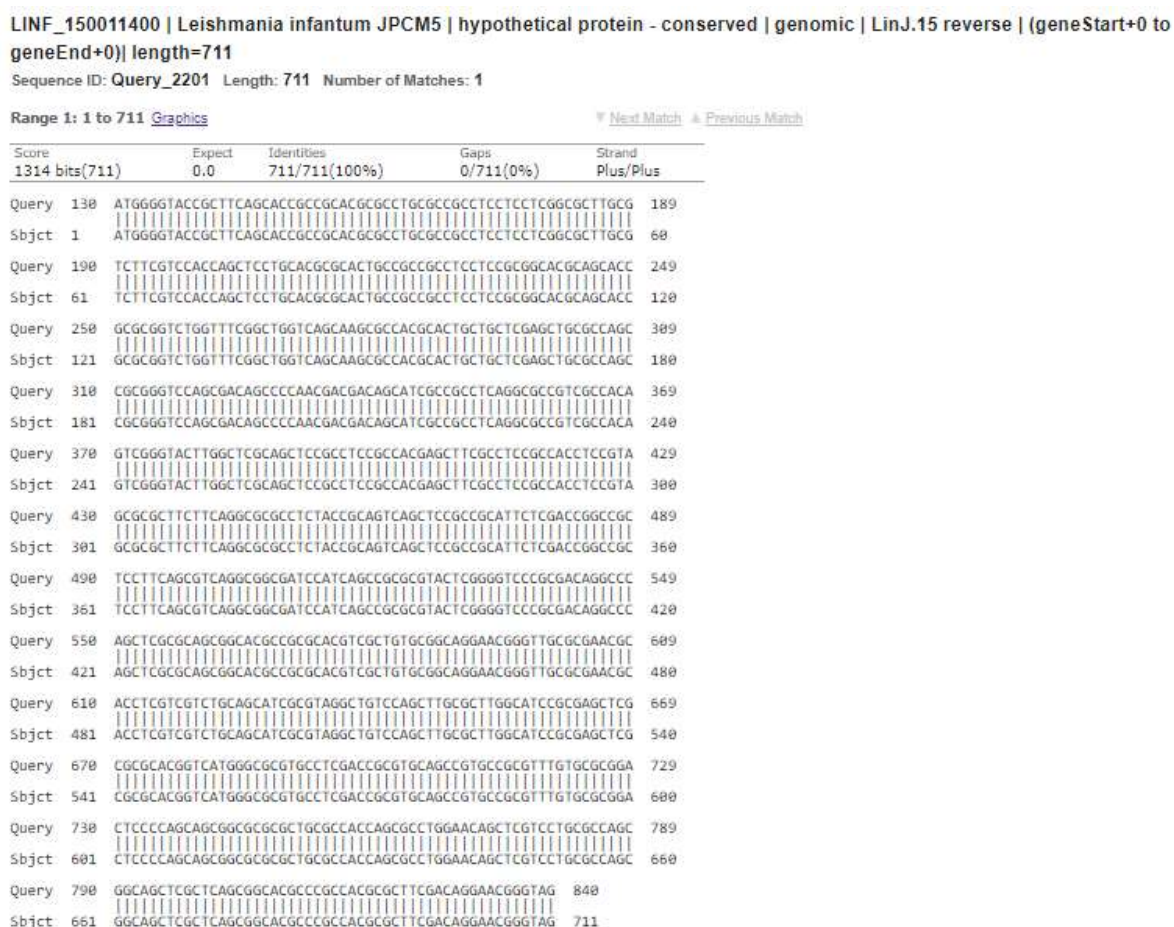 LINF_150011400 | Leishmania infantum JPCM5 | hypothetical protein - conserved | genomic | LinJ.15 reverse | (geneStart+0 to
geneEnd+0)| length=711
Sequence ID: Query_2201 Length: 711 Number of Matches: 1
Range 1: 1 to 711 Graphics ▼ Next Match ▲ Previous Match
Score Expect Identities Gaps Strand
1314 bits(711) 0.0 711/711(100%) 0/711(0%) Plus/Plus
Query 130 ATGGGGTACCGCTTCAGCACCGCCGCACGCGCCTGCGCCGCCTCCTCCTCGGCGCTTGCG 189
Sbjct 1 ATGGGGTACCGCTTCAGCACCGCCGCACGCGCCTGCGCCGCCTCCTCCTCGGCGCTTGCG 60
Query 190 TCTTCGTCCACCAGCTCCTGCACGCGCACTGCCGCCGCCTCCTCCGCGGCACGCAGCACC 249
Sbjct 61 TCTTCGTCCACCAGCTCCTGCACGCGCACTGCCGCCGCCTCCTCCGCGGCACGCAGCACC 120
Query 250 GCGCGGTCTGGTTTCGGCTGGTCAGCAAGCGCCACGCACTGCTGCTCGAGCTGCGCCAGC 309
Sbjct 121 GCGCGGTCTGGTTTCGGCTGGTCAGCAAGCGCCACGCACTGCTGCTCGAGCTGCGCCAGC 180
Query 310 CGCGGGTCCAGCGACAGCCCCAACGACGACAGCATCGCCGCCTCAGGCGCCGTCGCCACA 369
Sbjct 181 CGCGGGTCCAGCGACAGCCCCAACGACGACAGCATCGCCGCCTCAGGCGCCGTCGCCACA 240
Query 370 GTCGGGTACTTGGCTCGCAGCTCCGCCTCCGCCACGAGCTTCGCCTCCGCCACCTCCGTA 429
Sbjct 241 GTCGGGTACTTGGCTCGCAGCTCCGCCTCCGCCACGAGCTTCGCCTCCGCCACCTCCGTA 300
Query 430 GCGCGCTTCTTCAGGCGCGCCTCTACCGCAGTCAGCTCCGCCGCATTCTCGACCGGCCGC 489
Sbjct 301 GCGCGCTTCTTCAGGCGCGCCTCTACCGCAGTCAGCTCCGCCGCATTCTCGACCGGCCGC 360
Query 490 TCCTTCAGCGTCAGGCGGCGATCCATCAGCCGCGCGTACTCGGGGTCCCGCGACAGGCCC 549
Sbjct 361 TCCTTCAGCGTCAGGCGGCGATCCATCAGCCGCGCGTACTCGGGGTCCCGCGACAGGCCC 420
Query 550 AGCTCGCGCAGCGGCACGCCGCGCACGTCGCTGTGCGGCAGGAACGGGTTGCGCGAACGC 609
Sbjct 421 AGCTCGCGCAGCGGCACGCCGCGCACGTCGCTGTGCGGCAGGAACGGGTTGCGCGAACGC 480
Query 610 ACCTCGTCGTCTGCAGCATCGCGTAGGCTGTCCAGCTTGCGCTTGGCATCCGCGAGCTCG 669
Sbjct 481 ACCTCGTCGTCTGCAGCATCGCGTAGGCTGTCCAGCTTGCGCTTGGCATCCGCGAGCTCG 540
Query 670 CGCGCACGGTCATGGGCGCGTGCCTCGACCGCGTGCAGCCGTGCCGCGTTTGTGCGCGGA 729
Sbjct 541 CGCGCACGGTCATGGGCGCGTGCCTCGACCGCGTGCAGCCGTGCCGCGTTTGTGCGCGGA 600
Query 730 CTCCCCAGCAGCGGCGCGCGCTGCGCCACCAGCGCCTGGAACAGCTCGTCCTGCGCCAGC 789
Sbjct 601 CTCCCCAGCAGCGGCGCGCGCTGCGCCACCAGCGCCTGGAACAGCTCGTCCTGCGCCAGC 660
Query 790 GGCAGCTCGCTCAGCGGCACGCCCGCCACGCGCTTCGACAGGAACGGGTAG 840
Sbjct 661 GGCAGCTCGCTCAGCGGCACGCCCGCCACGCGCTTCGACAGGAACGGGTAG 711